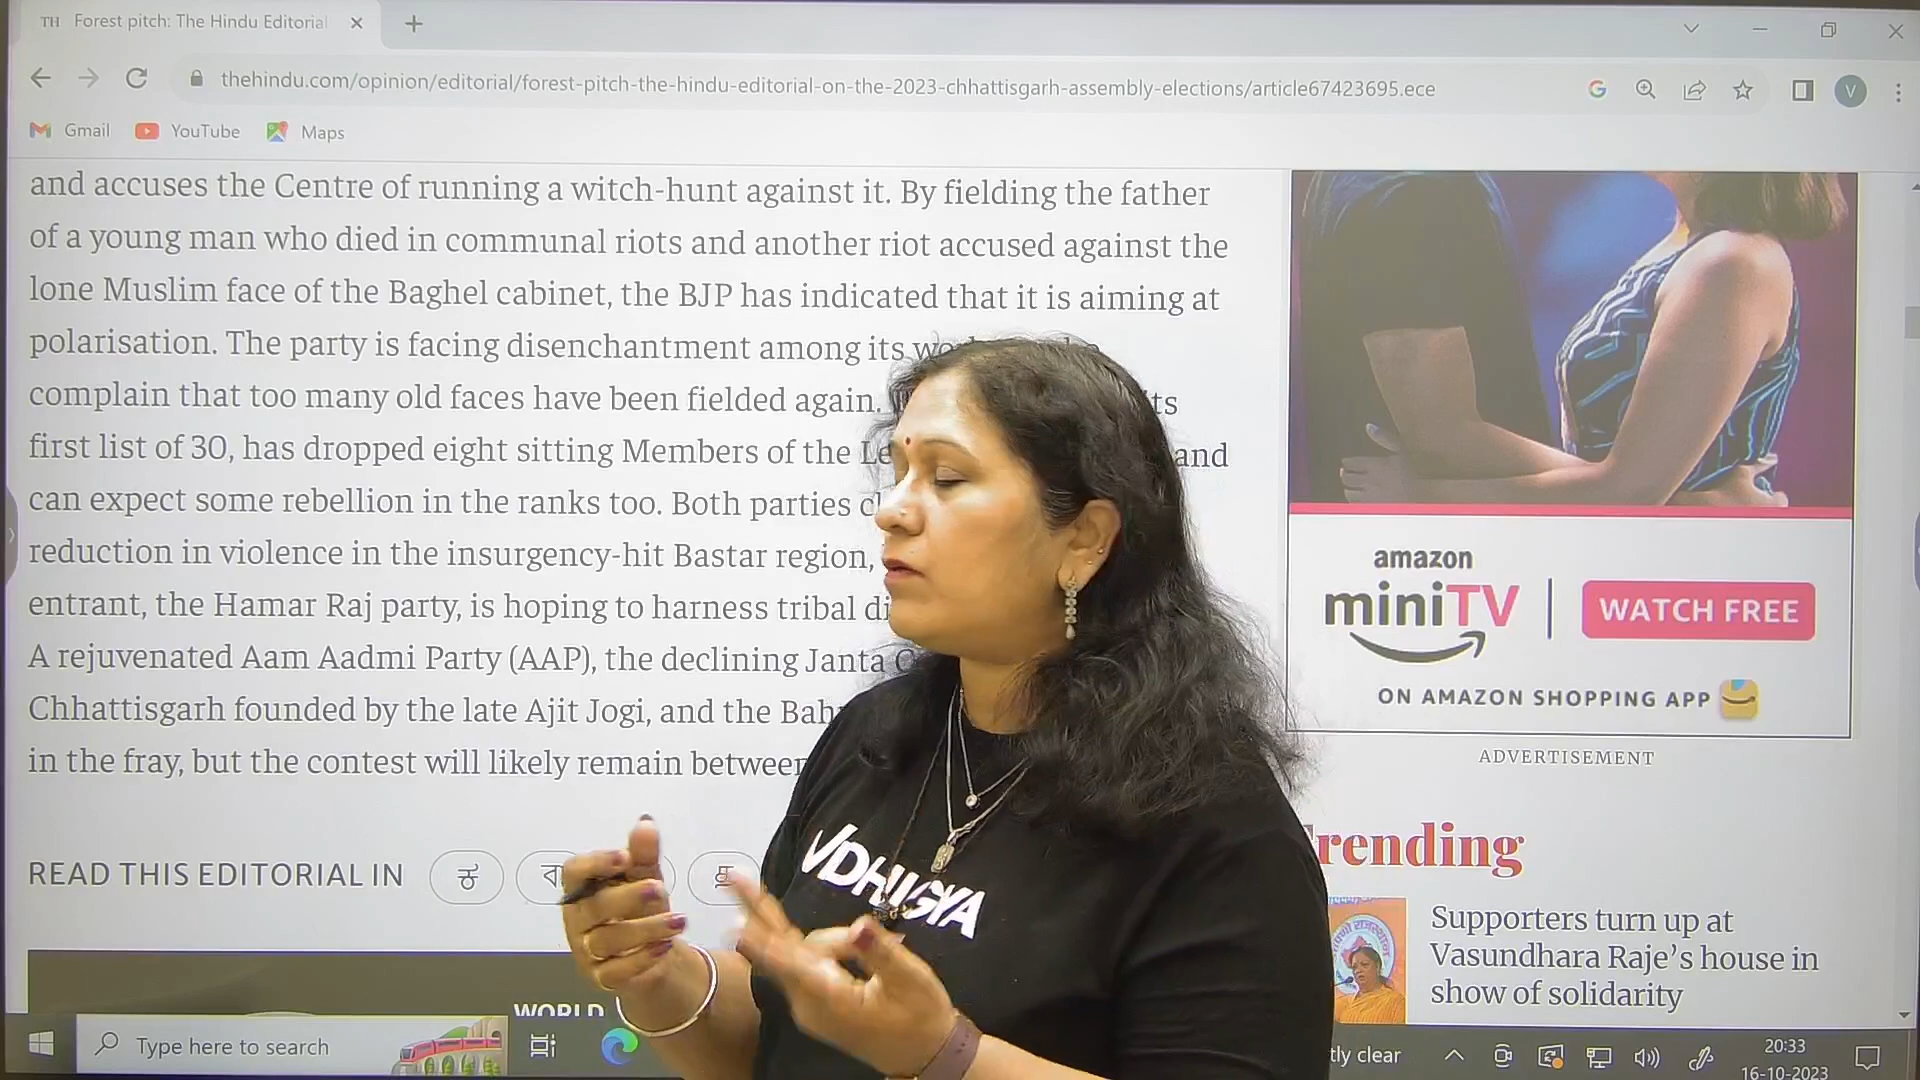 TH Forest pitch: The Hindu Editorial
thehindu.com/opinion/editorial/forest-pitch-the-hindu-editorial-on-the-2023-chhattisgarh-assembly-elections/article67423695.ece
V
Gmail YouTube Maps
and accuses the Centre of running a witch-hunt against it. By fielding the father
of a young man who died in communal riots and another riot accused against the
lone Muslim face of the Baghel cabinet, the BJP has indicated that it is aiming at
polarisation. The party is facing disenchantment among its
complain that too many old faces have been fielded again. ts
first list of 30, has dropped eight sitting Members of the Le and
can expect some rebellion in the ranks too. Both parties
reduction in violence in the insurgency-hit Bastar region,
entrant, the Hamar Raj party, is hoping to harness tribal di
A rejuvenated Aam Aadmi Party (AAP), the declining Janta
Chhattisgarh founded by the late Ajit Jogi, and the Bah
in the fray, but the contest will likely remain between
READ THIS EDITORIAL IN ಕ বা
WORLD
VDHIGYA
amazon
miniTV
WATCH FREE
ON AMAZON SHOPPING APP
ADVERTISEMENT
Trending
Supporters turn up at
Vasundhara Raje's house in
show of solidarity
Type here to search
tly clear
20:33
16-10-2023